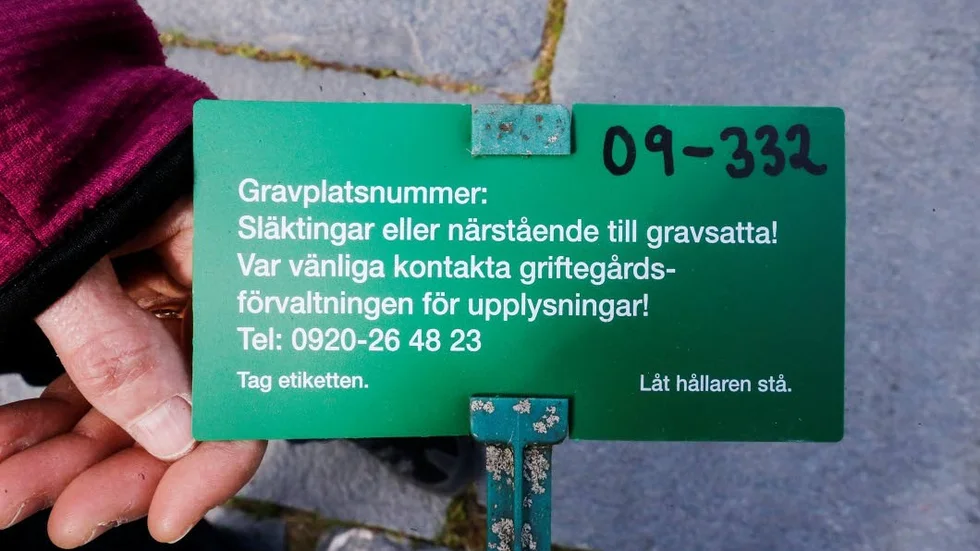 09-332
Gravplatsnummer:
Släktingar eller närstående till gravsatta!
Var vänliga kontakta griftegårds-
förvaltningen för upplysningar!
Tel: 0920-26 48 23
Tag etiketten.
Låt hållaren stå.